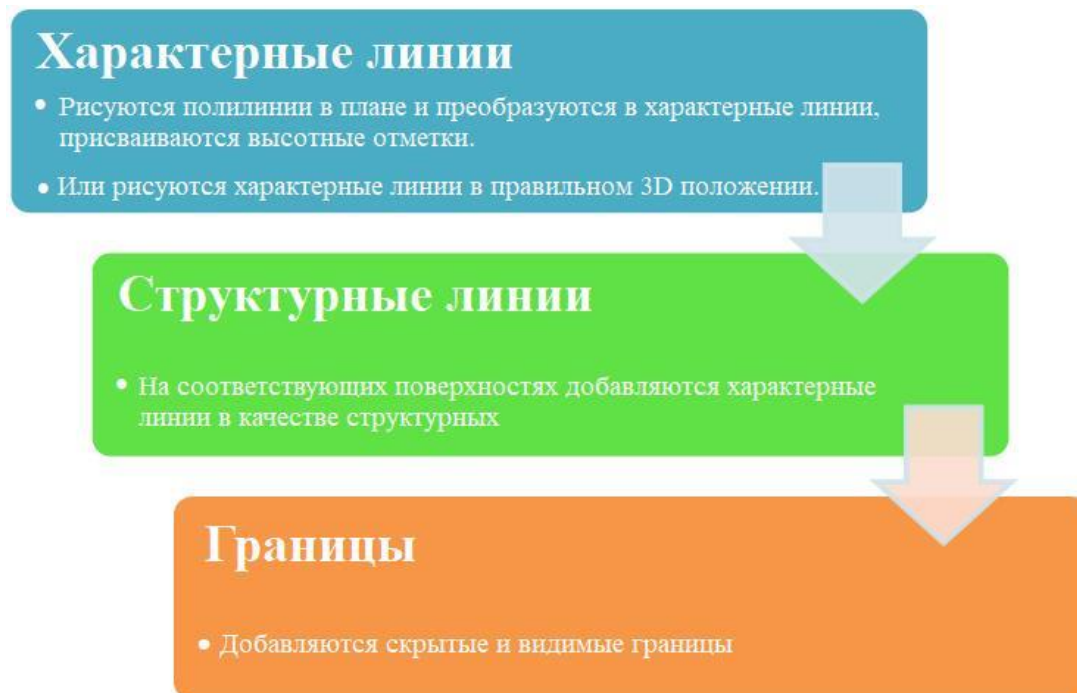 Характерные линии
• Рисуются полилинии в плане и преобразуются в характерные линии,
присваиваются высотные отметки.
• Или рисуются характерные линии в правильном 3D положении.
Структурные линии
• На соответствующих поверхностях добавляются характерные
линии в качестве структурных
Границы
• Добавляются скрытые и видимые границы